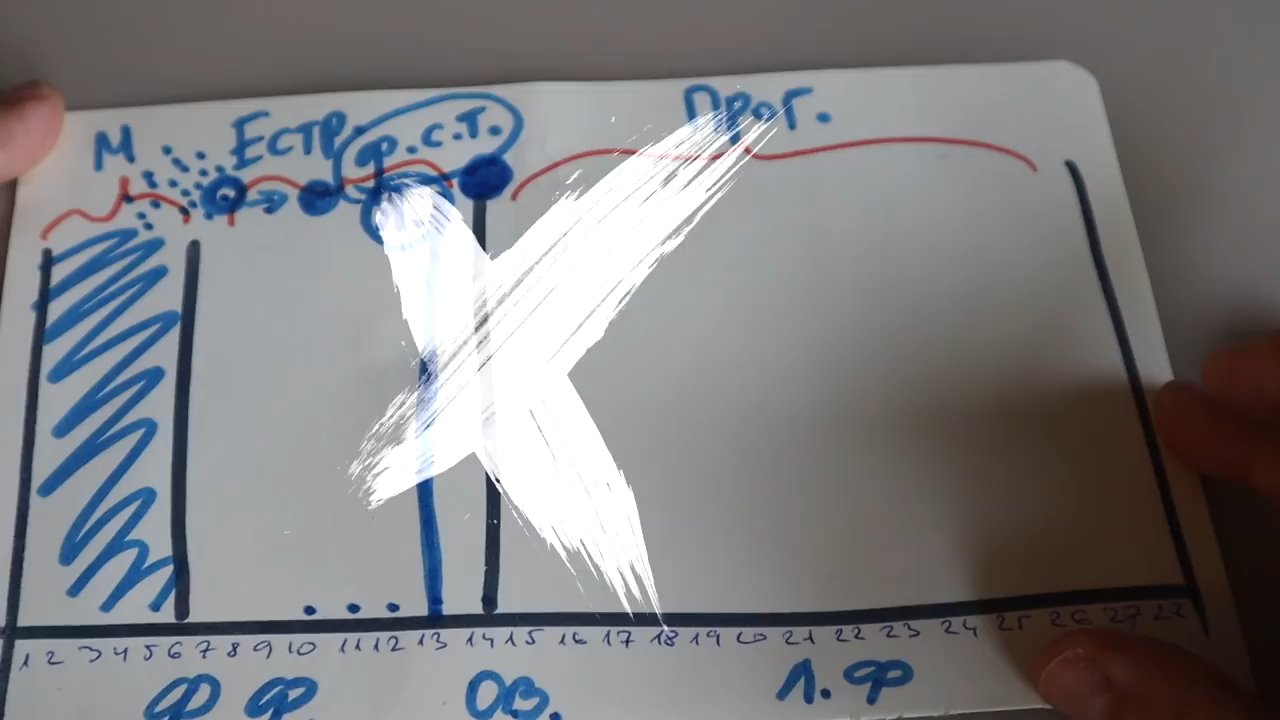 М Естр. ф.с.т. Прог.
1 2 3 4 5 6 7 8 9 10 11 12 13 14 15 16 17 18 19 20 21 22 23 24 25 26 27 28
ф ф. ов. л. ф